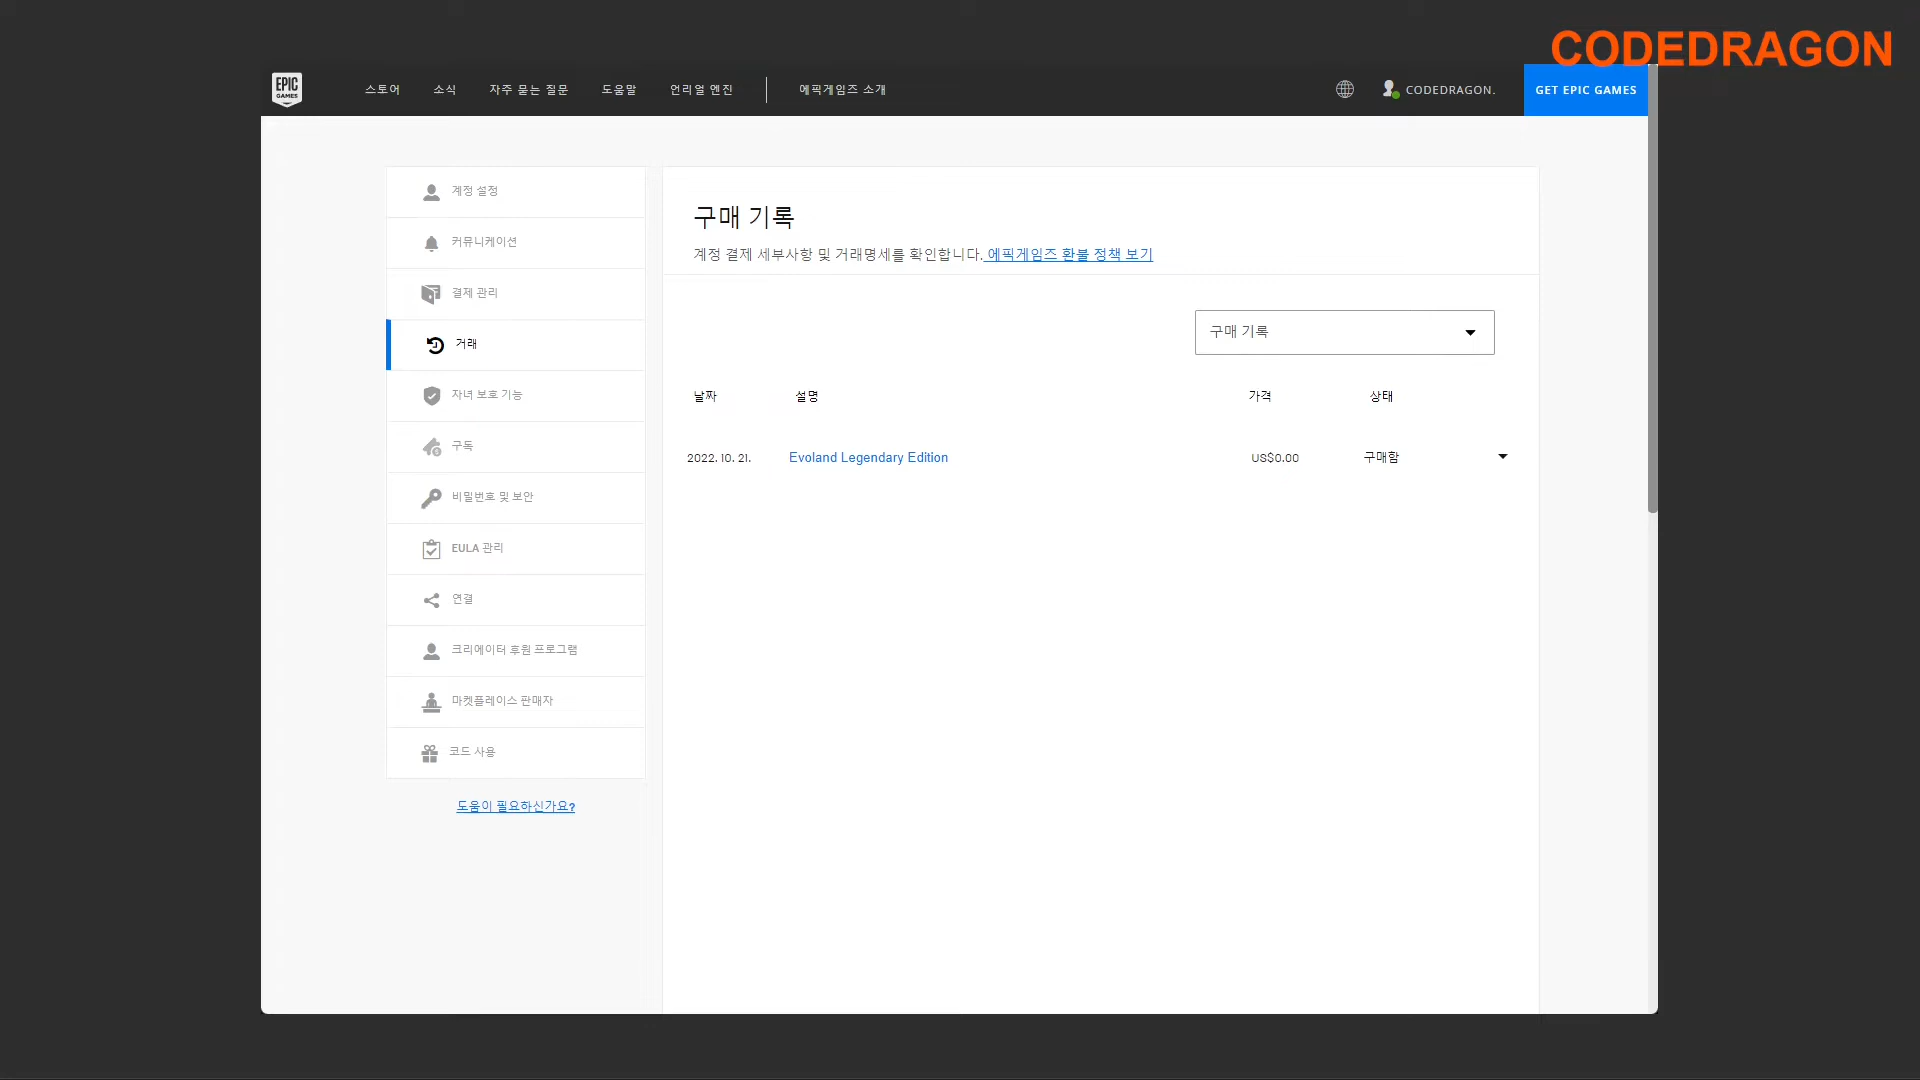 CODEDRAGON
EPIC GAMES
스토어 소식 자주 묻는 질문 도움말 언리얼 엔진 에픽게임즈 소개 CODEDRAGON. GET EPIC GAMES
계정 설정
커뮤니케이션
결제 관리
거래
자녀 보호 기능
구독
비밀번호 및 보안
EULA 관리
연결
크리에이터 후원 프로그램
마켓플레이스 판매자
코드 사용
도움이 필요하신가요?
구매 기록
계정 결제 세부사항 및 거래명세를 확인합니다. 에픽게임즈 환불 정책 보기
구매 기록
날짜 설명 가격 상태
2022. 10. 21. Evoland Legendary Edition US$0.00 구매함